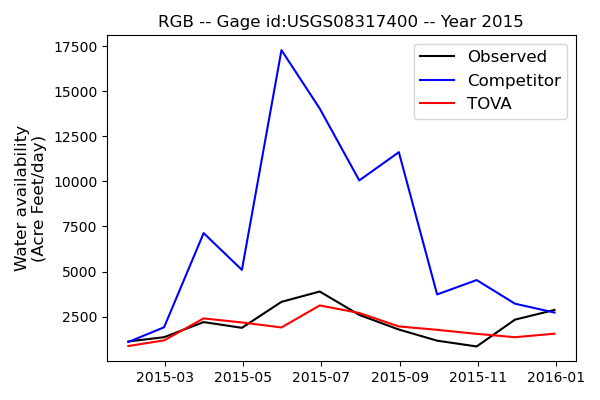 RGB -- Gage id:USGS08317400 -- Year 2015
Observed
Competitor
TOVA
Water availability
(Acre Feet/day)
17500
15000
12500
10000
7500
5000
2500
2015-03 2015-05 2015-07 2015-09 2015-11 2016-01